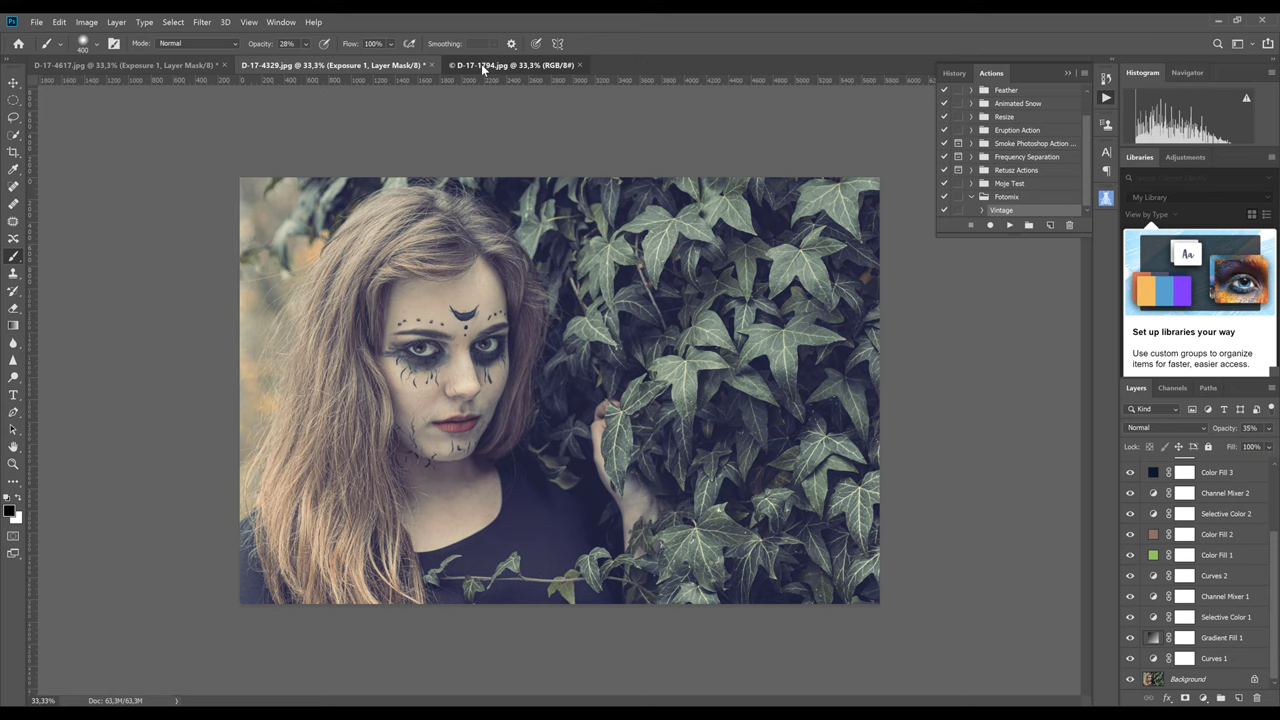 Ps File Edit Image Layer Type Select Filter 3D View Window Help
400 Mode: Normal Opacity: 28% Flow: 100% Smoothing:
D-17-4617.jpg @ 33,3% (Exposure 1, Layer Mask/8) * × D-17-4329.jpg @ 33,3% (Exposure 1, Layer Mask/8) * × © D-17-1794.jpg @ 33,3% (RGB/8#) ×
History Actions
Feather
Animated Snow
Resize
Eruption Action
Smoke Photoshop Action ...
Frequency Separation
Retusz Actions
Moje Test
Fotomix
Vintage
Histogram Navigator
Libraries Adjustments
My Library
View by Type
Aa
Set up libraries your way
Use custom groups to organize
items for faster, easier access.
Layers Channels Paths
Kind
Normal Opacity: 35%
Lock: Fill: 100%
Color Fill 3
Channel Mixer 2
Selective Color 2
Color Fill 2
Color Fill 1
Curves 2
Channel Mixer 1
Selective Color 1
Gradient Fill 1
Curves 1
Background
33,33% Doc: 63,3M/63,3M